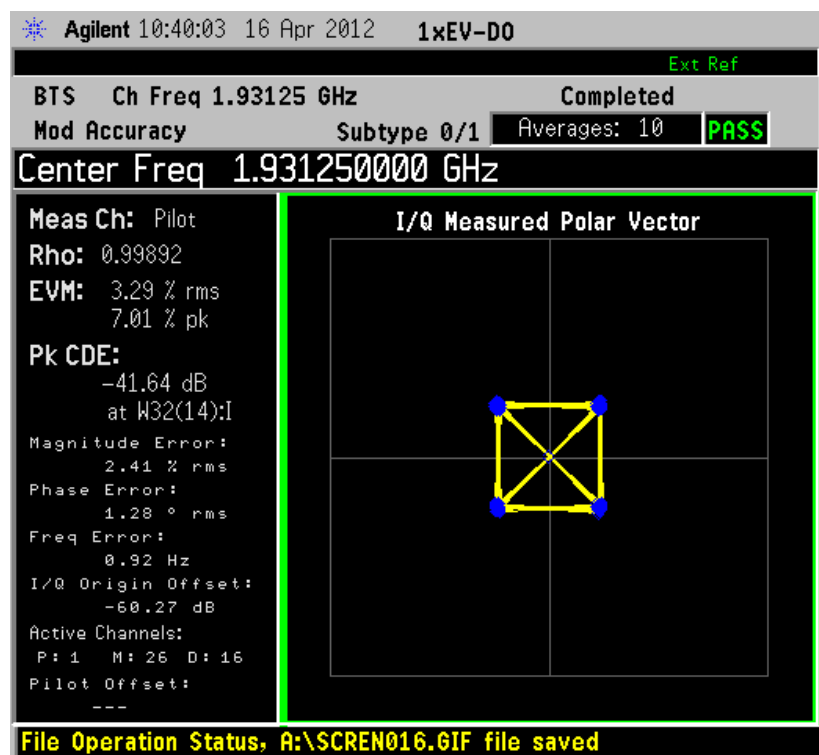 Agilent 10:40:03 16 Apr 2012 1xEV-DO
Ext Ref
BTS Ch Freq 1.93125 GHz Completed
Mod Accuracy Subtype 0/1 Averages: 10 PASS
Center Freq 1.931250000 GHz
Meas Ch: Pilot
Rho: 0.99892
EVM: 3.29 % rms
7.01 % pk
Pk CDE:
-41.64 dB
at W32(14):I
Magnitude Error:
2.41 % rms
Phase Error:
1.28 ° rms
Freq Error:
0.92 Hz
I/Q Origin Offset:
-60.27 dB
Active Channels:
P: 1 M: 26 D: 16
Pilot Offset:
---
I/Q Measured Polar Vector
File Operation Status, A:\SCREN016.GIF file saved